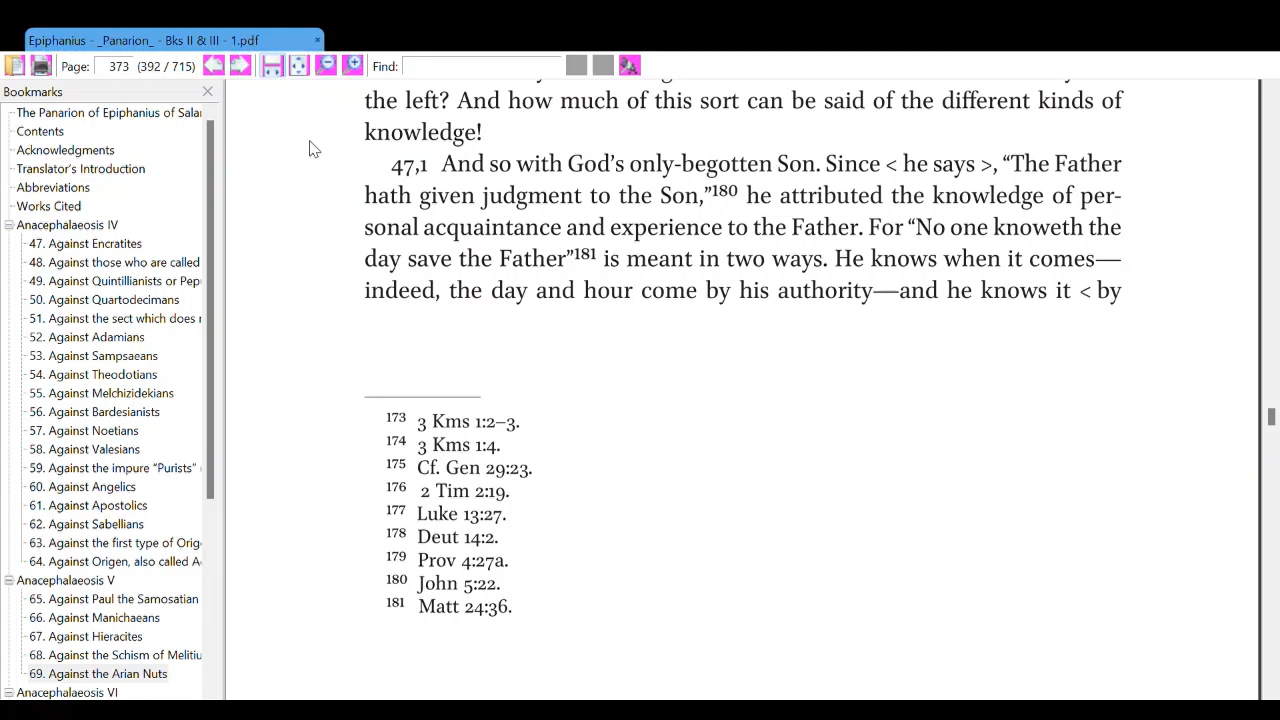 Epiphanius - _Panarion_ - Bks II & III - 1.pdf
Page: 373 (392 / 715) Find:
Bookmarks
The Panarion of Epiphanius of Salar
Contents
Acknowledgments
Translator's Introduction
Abbreviations
Works Cited
Anacephalaeosis IV
47. Against Encratites
48. Against those who are called
49. Against Quintillianists or Pep
50. Against Quartodecimans
51. Against the sect which does
52. Against Adamians
53. Against Sampsaeans
54. Against Theodotians
55. Against Melchizidekians
56. Against Bardesianists
57. Against Noetians
58. Against Valesians
59. Against the impure “Purists” (
60. Against Angelics
61. Against Apostolics
62. Against Sabellians
63. Against the first type of Orig
64. Against Origen, also called A
Anacephalaeosis V
65. Against Paul the Samosatian
66. Against Manichaeans
67. Against Hieracites
68. Against the Schism of Melitiu
69. Against the Arian Nuts
Anacephalaeosis VI
the left? And how much of this sort can be said of the different kinds of
knowledge!
47,1 And so with God’s only-begotten Son. Since < he says >, “The Father
hath given judgment to the Son,”180 he attributed the knowledge of per-
sonal acquaintance and experience to the Father. For “No one knoweth the
day save the Father”181 is meant in two ways. He knows when it comes—
indeed, the day and hour come by his authority—and he knows it < by
173 3 Kms 1:2–3.
174 3 Kms 1:4.
175 Cf. Gen 29:23.
176 2 Tim 2:19.
177 Luke 13:27.
178 Deut 14:2.
179 Prov 4:27a.
180 John 5:22.
181 Matt 24:36.